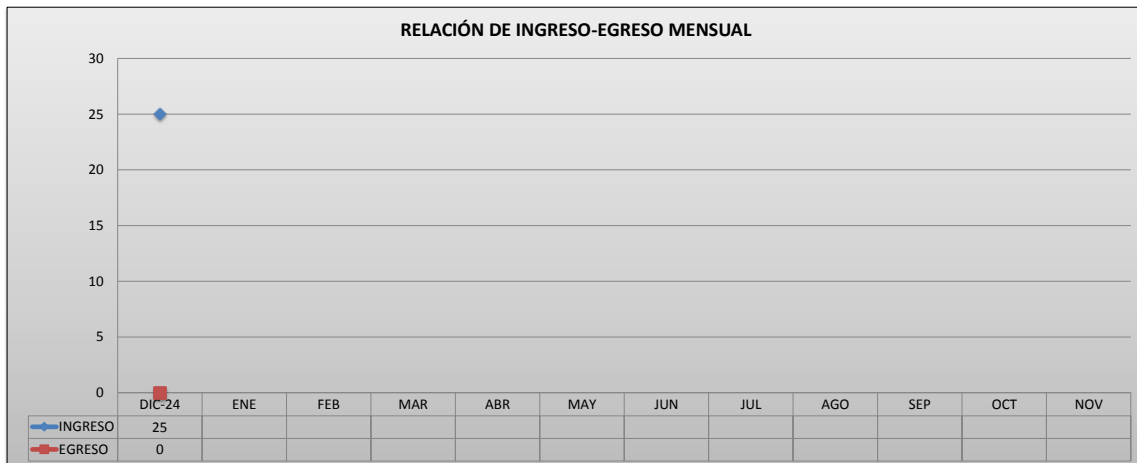 RELACIÓN DE INGRESO-EGRESO MENSUAL
30
25
20
15
10
5
0
DIC-24 ENE FEB MAR ABR MAY JUN JUL AGO SEP OCT NOV
INGRESO 25
EGRESO 0